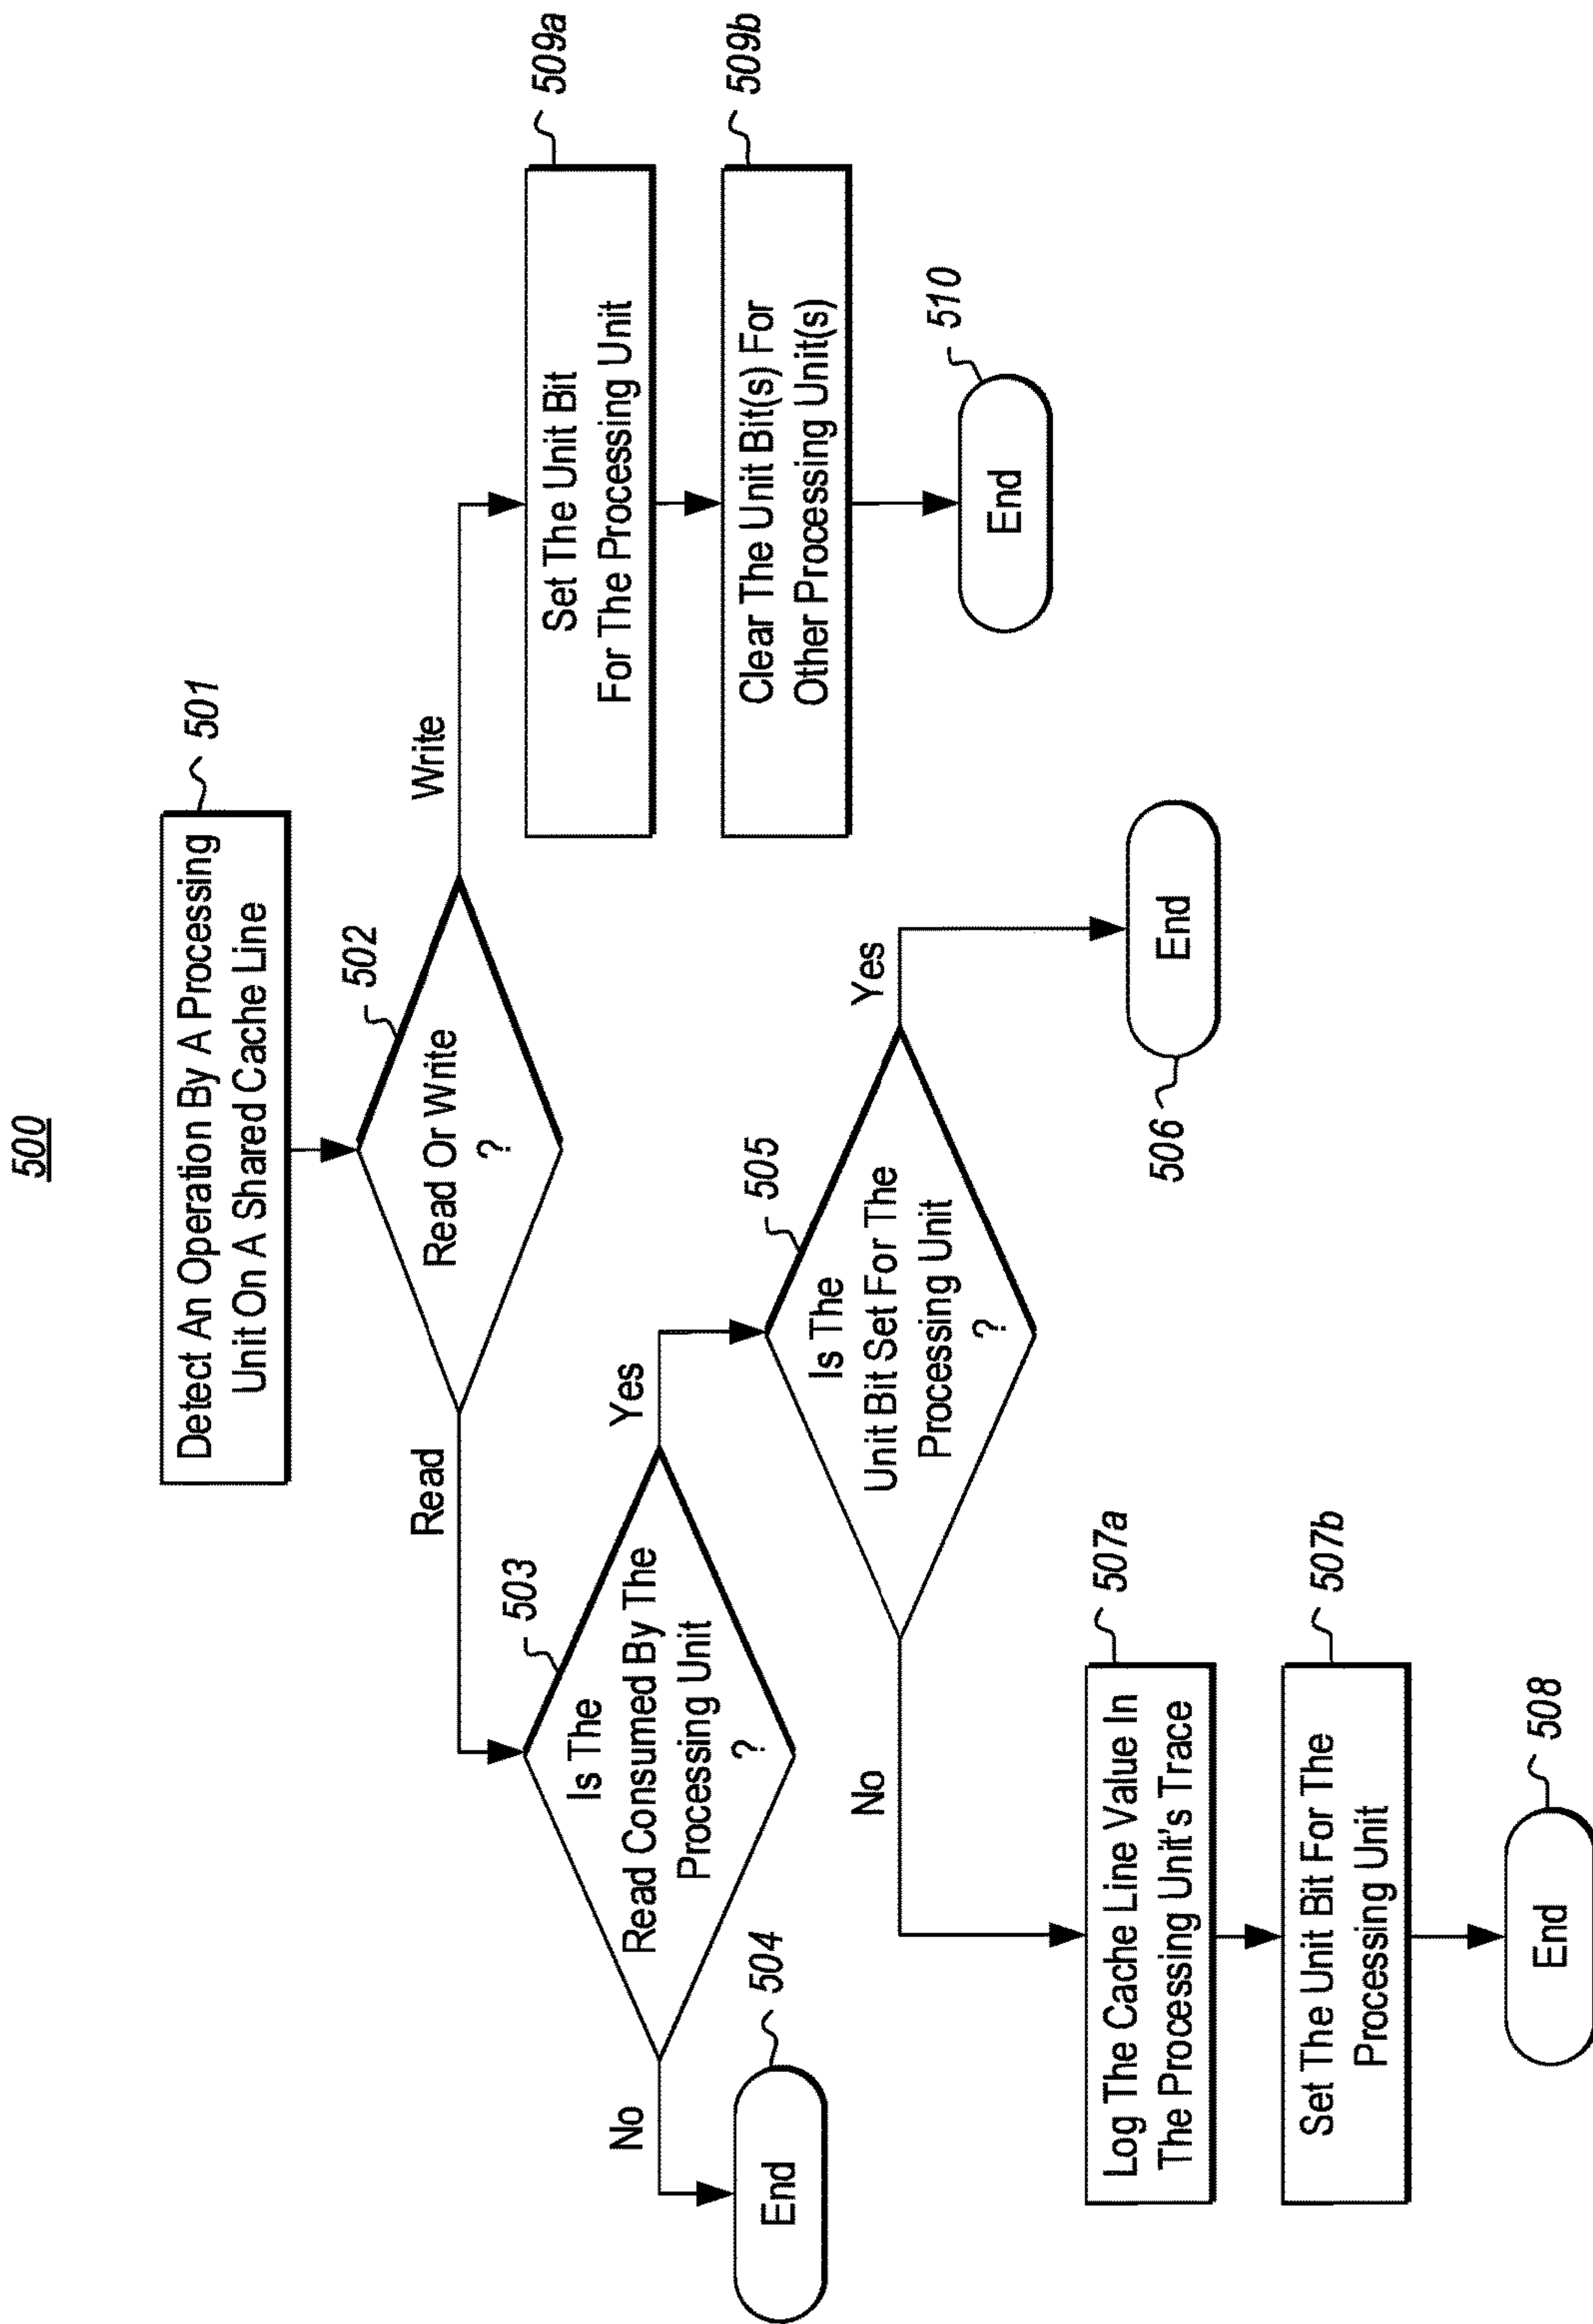 500
Detect An Operation By A Processing
Unit On A Shared Cache Line
501
Read Or Write
?
502
Read
Write
Is The
Read Consumed By The
Processing Unit
?
503
No
Yes
End
504
Is The
Unit Bit Set For The
Processing Unit
?
505
No
Yes
End
506
Log The Cache Line Value In
The Processing Unit's Trace
507a
Set The Unit Bit For The
Processing Unit
507b
End
508
Set The Unit Bit
For The Processing Unit
509a
Clear The Unit Bit(s) For
Other Processing Unit(s)
509b
End
510